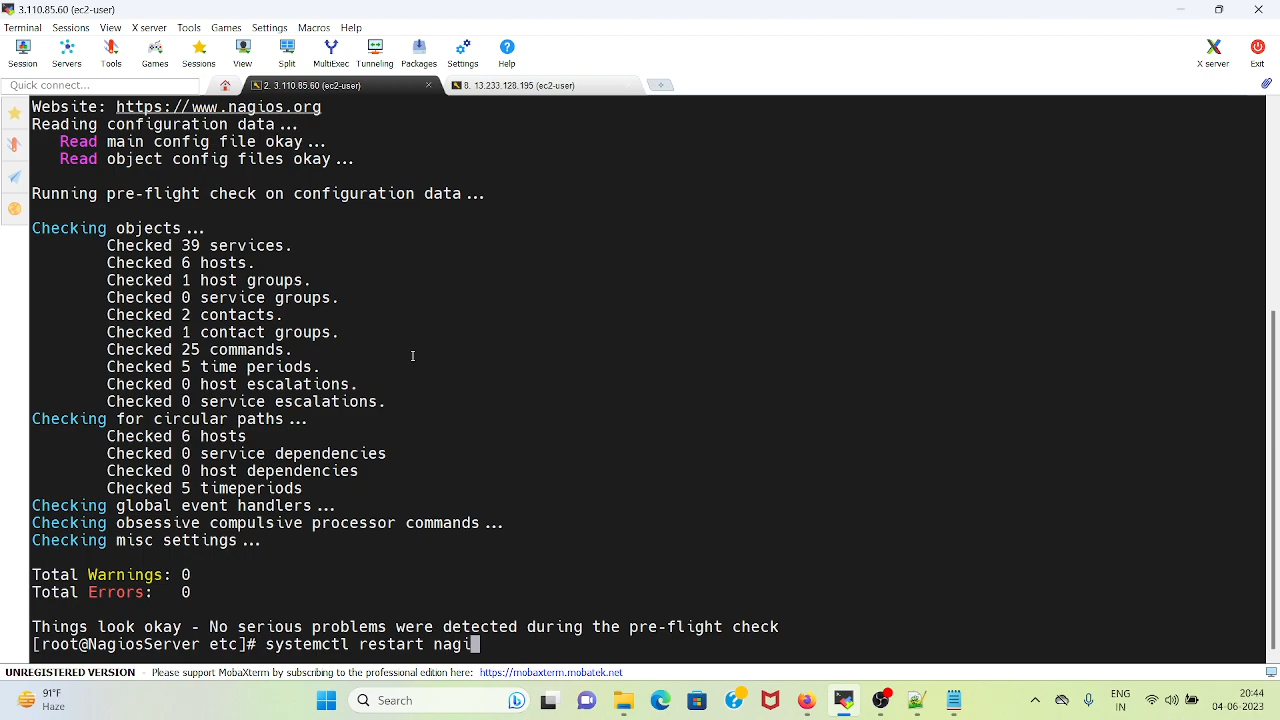 3.110.85.60 (ec2-user)
Terminal Sessions View X server Tools Games Settings Macros Help
Session Servers Tools Games Sessions View Split MultiExec Tunneling Packages Settings Help X server Exit
Quick connect... 2. 3.110.85.60 (ec2-user) 8. 13.233.128.195 (ec2-user)
Website: https://www.nagios.org
Reading configuration data...
Read main config file okay...
Read object config files okay...
Running pre-flight check on configuration data...
Checking objects...
Checked 39 services.
Checked 6 hosts.
Checked 1 host groups.
Checked 0 service groups.
Checked 2 contacts.
Checked 1 contact groups.
Checked 25 commands.
Checked 5 time periods.
Checked 0 host escalations.
Checked 0 service escalations.
Checking for circular paths...
Checked 6 hosts
Checked 0 service dependencies
Checked 0 host dependencies
Checked 5 timeperiods
Checking global event handlers...
Checking obsessive compulsive processor commands...
Checking misc settings...
Total Warnings: 0
Total Errors: 0
Things look okay - No serious problems were detected during the pre-flight check
[root@NagiosServer etc]# systemctl restart nagi
UNREGISTERED VERSION - Please support MobaXterm by subscribing to the professional edition here: https://mobaxterm.mobatek.net
91°F
Haze
Search
ENG
IN
20:44
04-06-2023